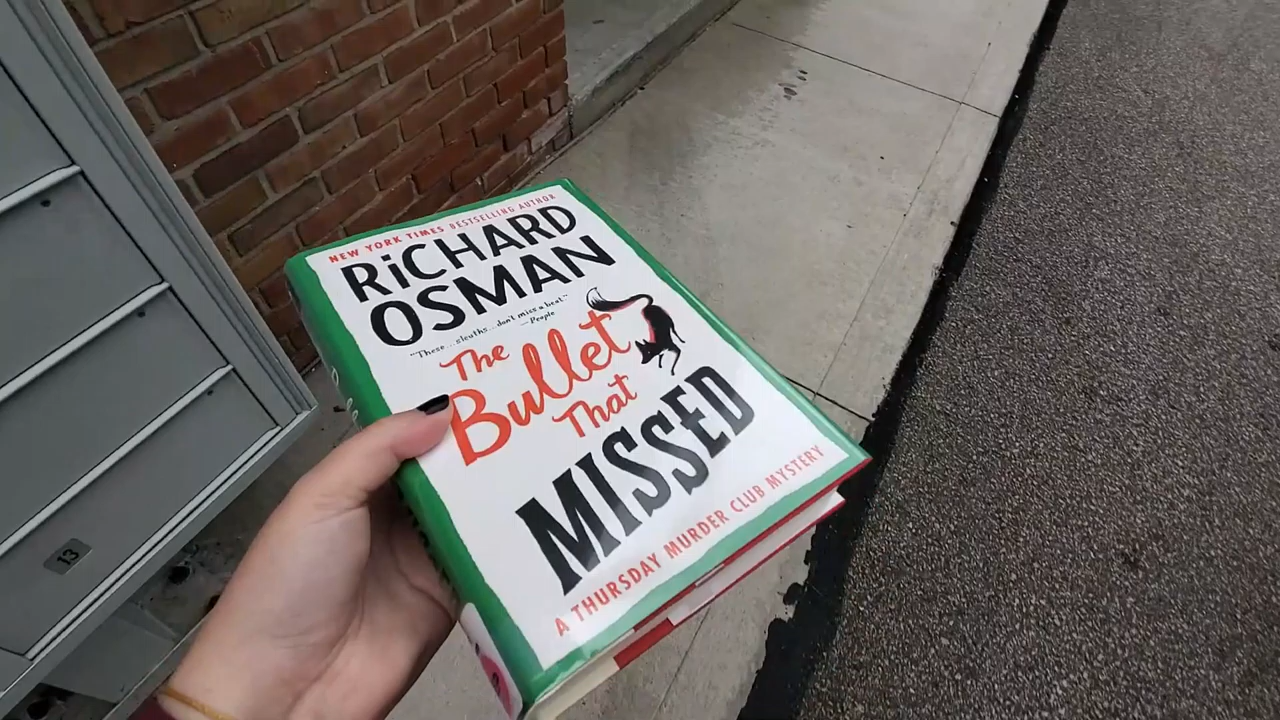 NEW YORK TIMES BESTSELLING AUTHOR
RiCHARD
OSMAN
"These...sleuths...don't miss a beat."
—People
The
Bullet
That
MISSED
A THURSDAY MURDER CLUB MYSTERY
13